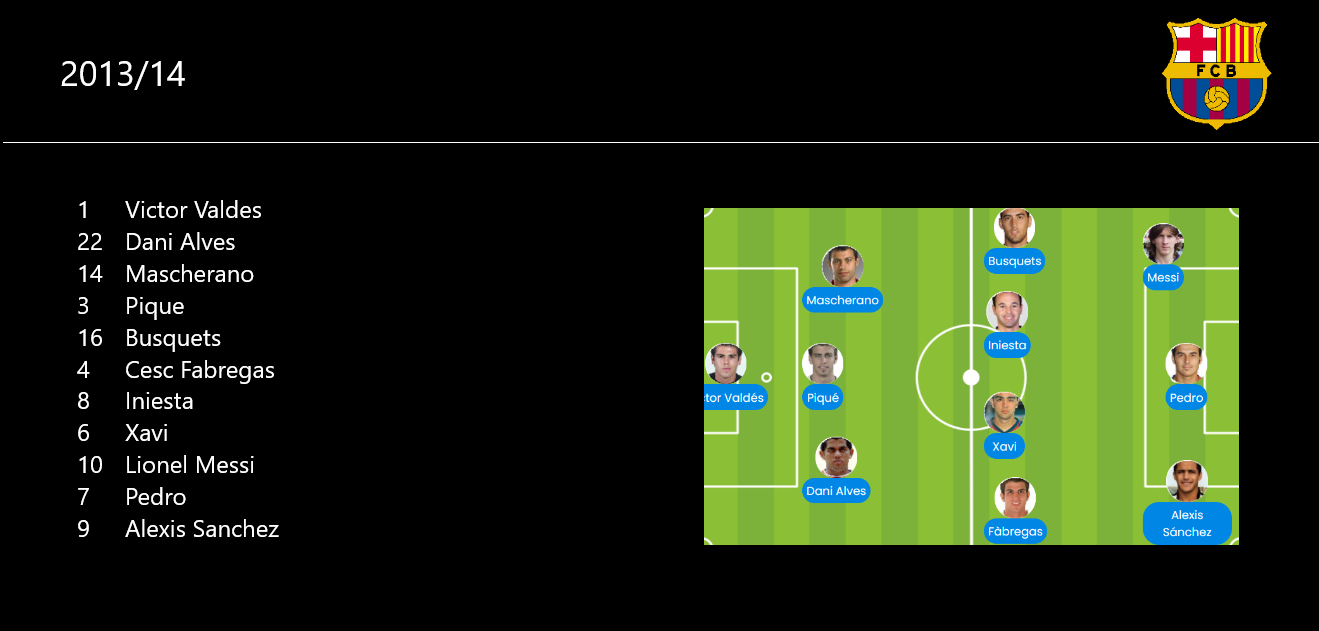 2013/14
F C B
1 Victor Valdes
22 Dani Alves
14 Mascherano
3 Pique
16 Busquets
4 Cesc Fabregas
8 Iniesta
6 Xavi
10 Lionel Messi
7 Pedro
9 Alexis Sanchez
Busquets
Messi
Mascherano
Iniesta
ctor Valdés
Piqué
Pedro
Xavi
Dani Alves
Alexis
Sánchez
Fàbregas